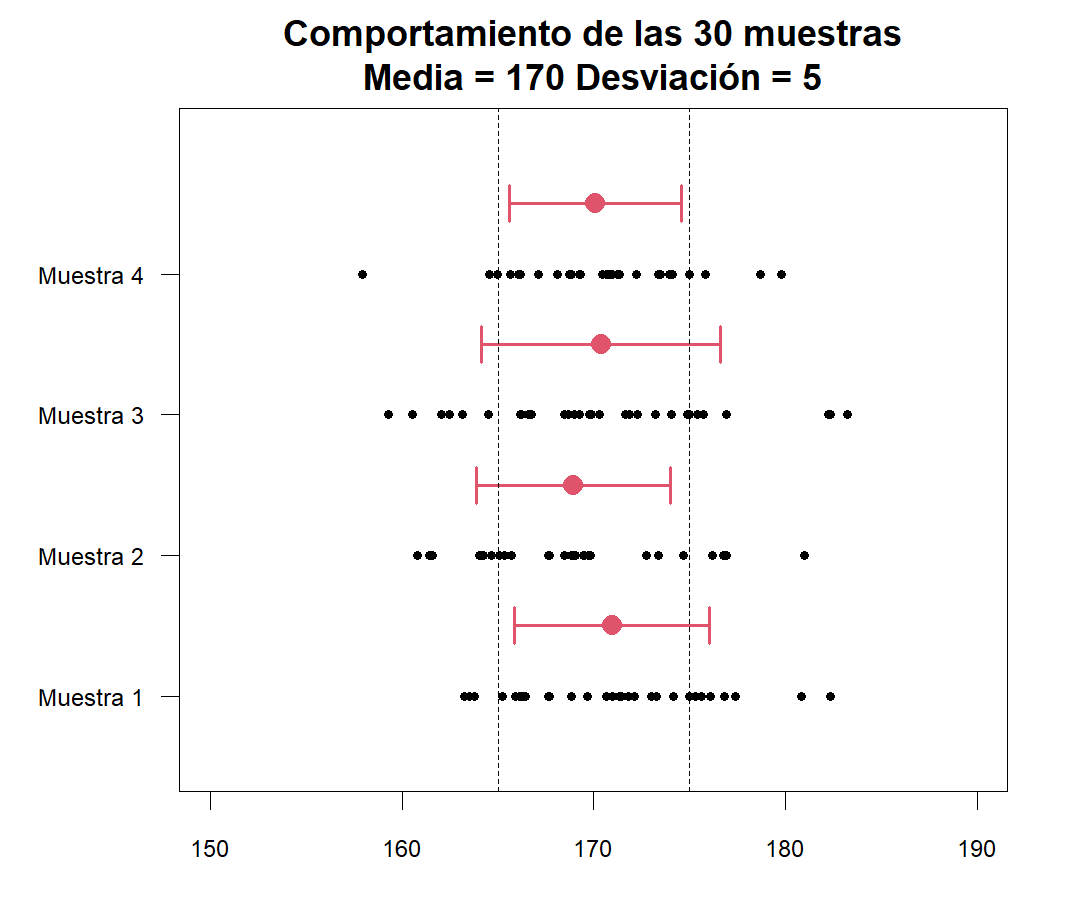 Comportamiento de las 30 muestras
Media = 170 Desviación = 5
Muestra 4
Muestra 3
Muestra 2
Muestra 1
150 160 170 180 190